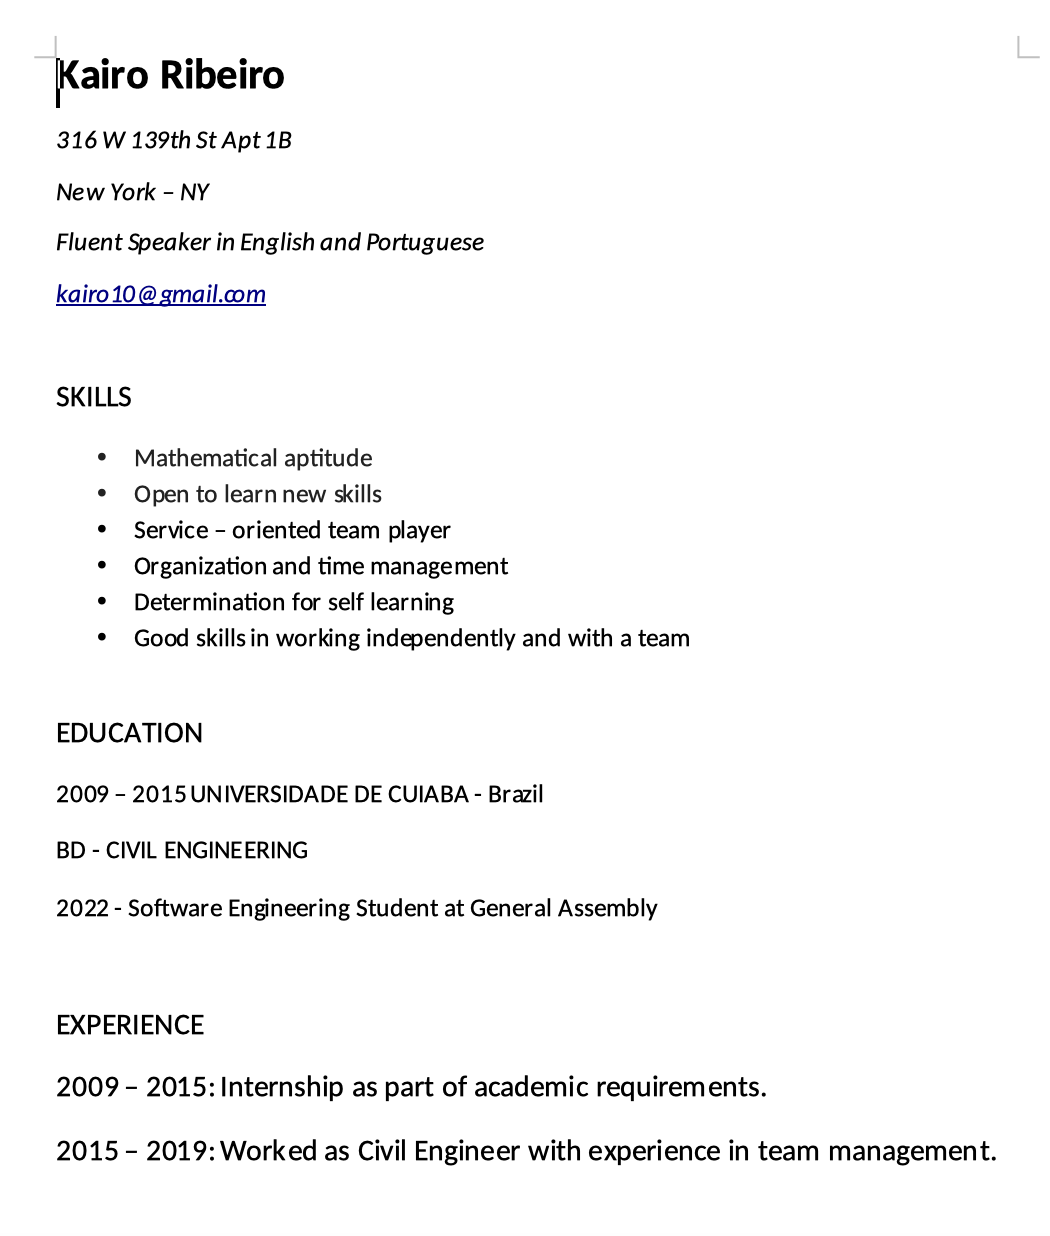 Kairo Ribeiro
316 W 139th St Apt 1B
New York – NY
Fluent Speaker in English and Portuguese
kairo10@gmail.com
SKILLS
• Mathematical aptitude
• Open to learn new skills
• Service – oriented team player
• Organization and time management
• Determination for self learning
• Good skills in working independently and with a team
EDUCATION
2009 – 2015 UNIVERSIDADE DE CUIABA - Brazil
BD - CIVIL ENGINEERING
2022 - Software Engineering Student at General Assembly
EXPERIENCE
2009 – 2015: Internship as part of academic requirements.
2015 – 2019: Worked as Civil Engineer with experience in team management.